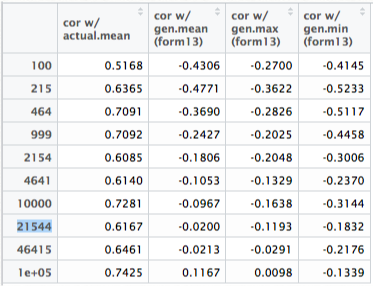 cor w/ actual.mean cor w/ gen.mean (form13) cor w/ gen.max (form13) cor w/ gen.min (form13)
100 0.5168 -0.4306 -0.2700 -0.4145
215 0.6365 -0.4771 -0.3622 -0.5233
464 0.7091 -0.3690 -0.2826 -0.5117
999 0.7092 -0.2427 -0.2025 -0.4458
2154 0.6085 -0.1806 -0.2048 -0.3006
4641 0.6140 -0.1053 -0.1329 -0.2370
10000 0.7281 -0.0967 -0.1638 -0.3144
21544 0.6167 -0.0200 -0.1193 -0.1832
46415 0.6461 -0.0213 -0.0291 -0.2176
1e+05 0.7425 0.1167 0.0098 -0.1339